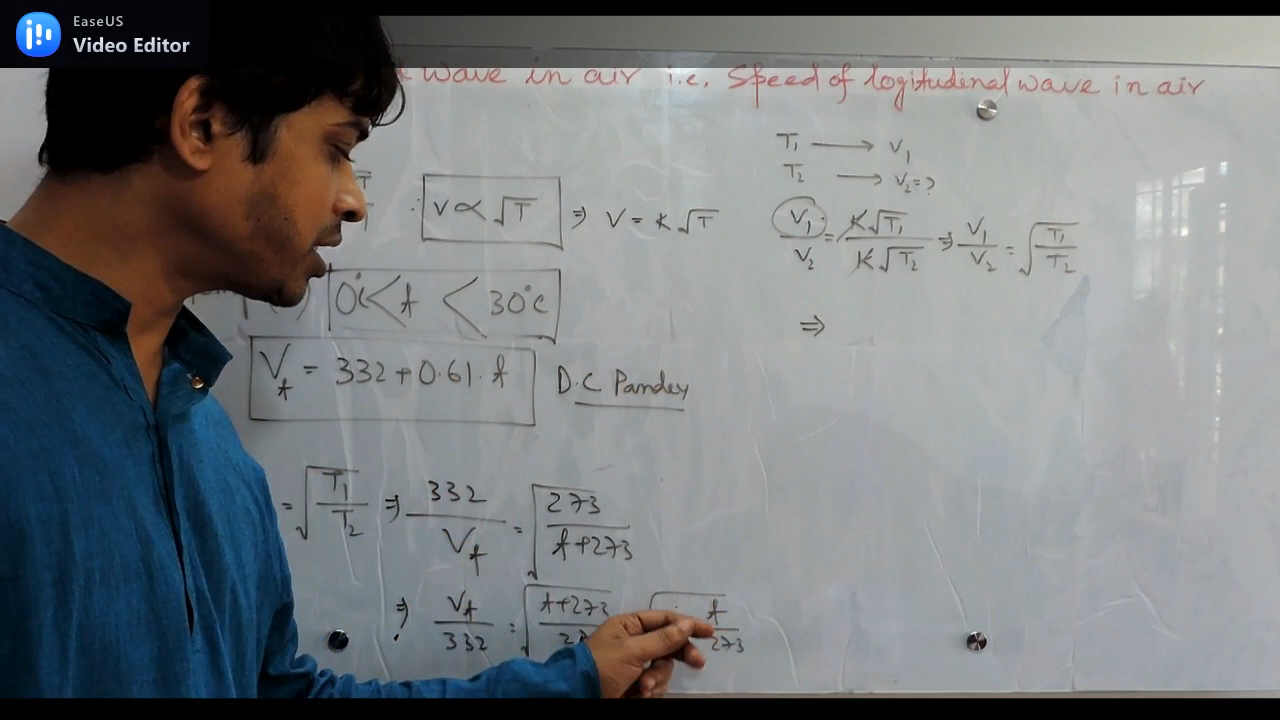 EaseUS
Video Editor
Wave in air i.e. Speed of logitudinal wave in air
T₁ → V₁
T₂ → V₂=?
∴ V∝√T ⇒ V = K√T
V₁/V₂ = K√T₁/K√T₂ ⇒ V₁/V₂ = √(T₁/T₂)
0°C < t < 30°C
⇒
Vt = 332+0.61.t D.C Pandey
= √(T₁/T₂) ⇒ 332/Vt = √(273/(t+273))
⇒ Vt/332 = √((t+273)/
t/273